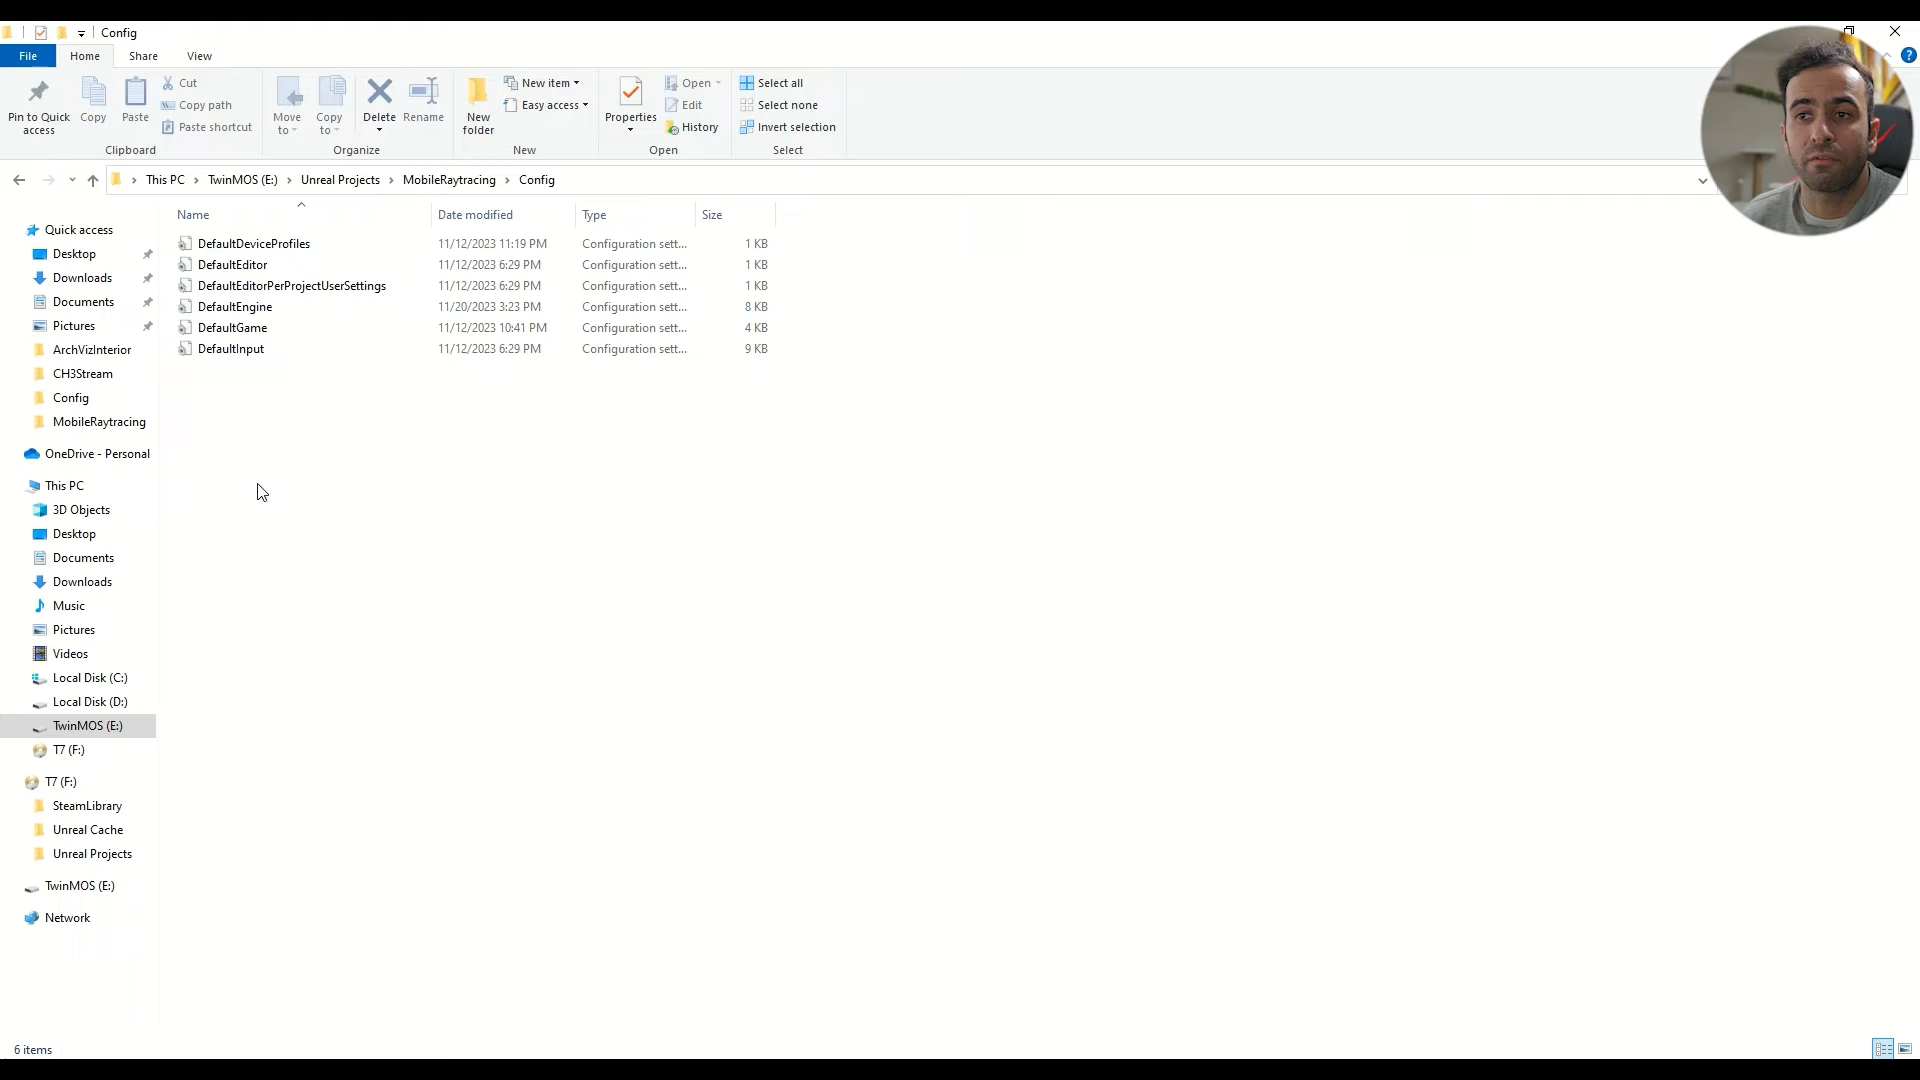 Config
File Home Share View
Pin to Quick access
Copy
Paste
Cut
Copy path
Paste shortcut
Clipboard
Move to
Copy to
Delete
Rename
Organize
New folder
New item
Easy access
New
Properties
Open
Edit
History
Open
Select all
Select none
Invert selection
Select
?
This PC › TwinMOS (E:) › Unreal Projects › MobileRaytracing › Config
Quick access
Desktop
Downloads
Documents
Pictures
ArchVizInterior
CH3Stream
Config
MobileRaytracing
OneDrive - Personal
This PC
3D Objects
Desktop
Documents
Downloads
Music
Pictures
Videos
Local Disk (C:)
Local Disk (D:)
TwinMOS (E:)
T7 (F:)
T7 (F:)
SteamLibrary
Unreal Cache
Unreal Projects
TwinMOS (E:)
Network
Name Date modified Type Size
DefaultDeviceProfiles 11/12/2023 11:19 PM Configuration sett... 1 KB
DefaultEditor 11/12/2023 6:29 PM Configuration sett... 1 KB
DefaultEditorPerProjectUserSettings 11/12/2023 6:29 PM Configuration sett... 1 KB
DefaultEngine 11/20/2023 3:23 PM Configuration sett... 8 KB
DefaultGame 11/12/2023 10:41 PM Configuration sett... 4 KB
DefaultInput 11/12/2023 6:29 PM Configuration sett... 9 KB
6 items